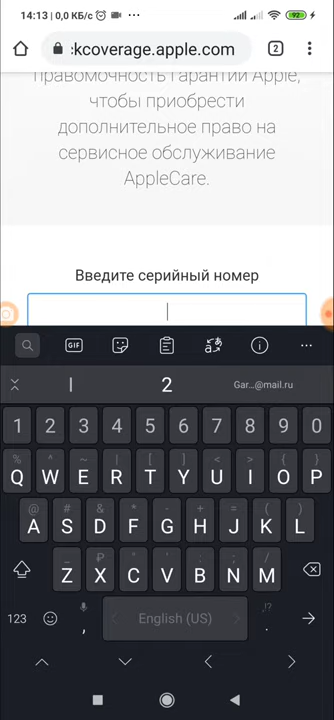 14:13 | 0,0 КБ/с
92
kcoverage.apple.com
2
правомочность гарантии Apple,
чтобы приобрести
дополнительное право на
сервисное обслуживание
AppleCare.
Введите серийный номер
GIF
I 2 Gar...@mail.ru
1 2 3 4 5 6 7 8 9 0
% ^ ~ | [ ] < > { }
Q W E R T Y U I O P
@ # & * - + = ( )
A S D F G H J K L
_ ₽ " ' : ; /
Z X C V B N M
123 , English (US) ,!? .